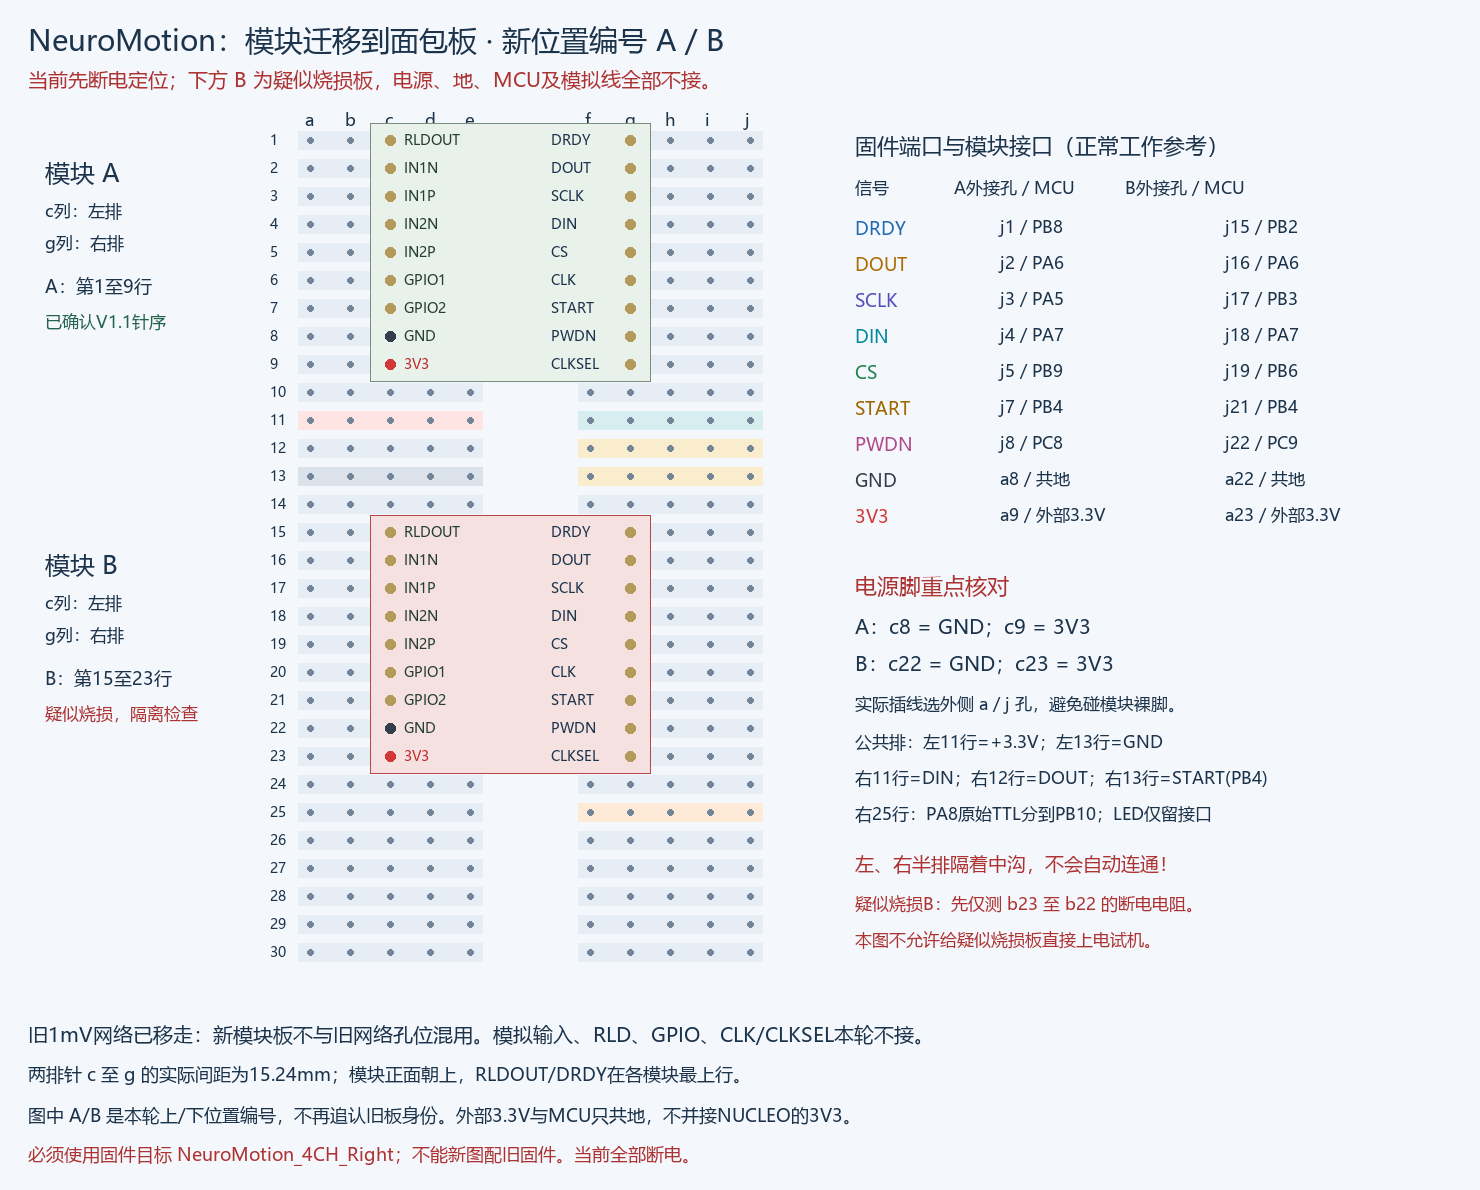 NeuroMotion：模块迁移到面包板 · 新位置编号 A / B
当前先断电定位；下方 B 为疑似烧损板，电源、地、MCU及模拟线全部不接。
a b c d e f g h i j
模块 A
c列：左排
g列：右排
A：第1至9行
已确认V1.1针序
1 RLDOUT DRDY
2 IN1N DOUT
3 IN1P SCLK
4 IN2N DIN
5 IN2P CS
6 GPIO1 CLK
7 GPIO2 START
8 GND PWDN
9 3V3 CLKSEL
10
11
12
13
14
模块 B
c列：左排
g列：右排
B：第15至23行
疑似烧损，隔离检查
15 RLDOUT DRDY
16 IN1N DOUT
17 IN1P SCLK
18 IN2N DIN
19 IN2P CS
20 GPIO1 CLK
21 GPIO2 START
22 GND PWDN
23 3V3 CLKSEL
24
25
26
27
28
29
30
固件端口与模块接口（正常工作参考）
信号 A外接孔 / MCU B外接孔 / MCU
DRDY j1 / PB8 j15 / PB2
DOUT j2 / PA6 j16 / PA6
SCLK j3 / PA5 j17 / PB3
DIN j4 / PA7 j18 / PA7
CS j5 / PB9 j19 / PB6
START j7 / PB4 j21 / PB4
PWDN j8 / PC8 j22 / PC9
GND a8 / 共地 a22 / 共地
3V3 a9 / 外部3.3V a23 / 外部3.3V
电源脚重点核对
A：c8 = GND；c9 = 3V3
B：c22 = GND；c23 = 3V3
实际插线选外侧 a / j 孔，避免碰模块裸脚。
公共排：左11行=+3.3V；左13行=GND
右11行=DIN；右12行=DOUT；右13行=START(PB4)
右25行：PA8原始TTL分到PB10；LED仅留接口
左、右半排隔着中沟，不会自动连通！
疑似烧损B：先仅测 b23 至 b22 的断电电阻。
本图不允许给疑似烧损板直接上电试机。
旧1mV网络已移走：新模块板不与旧网络孔位混用。模拟输入、RLD、GPIO、CLK/CLKSEL本轮不接。
两排针 c 至 g 的实际间距为15.24mm；模块正面朝上，RLDOUT/DRDY在各模块最上行。
图中 A/B 是本轮上/下位置编号，不再追认旧板身份。外部3.3V与MCU只共地，不并接NUCLEO的3V3。
必须使用固件目标 NeuroMotion_4CH_Right；不能新图配旧固件。当前全部断电。